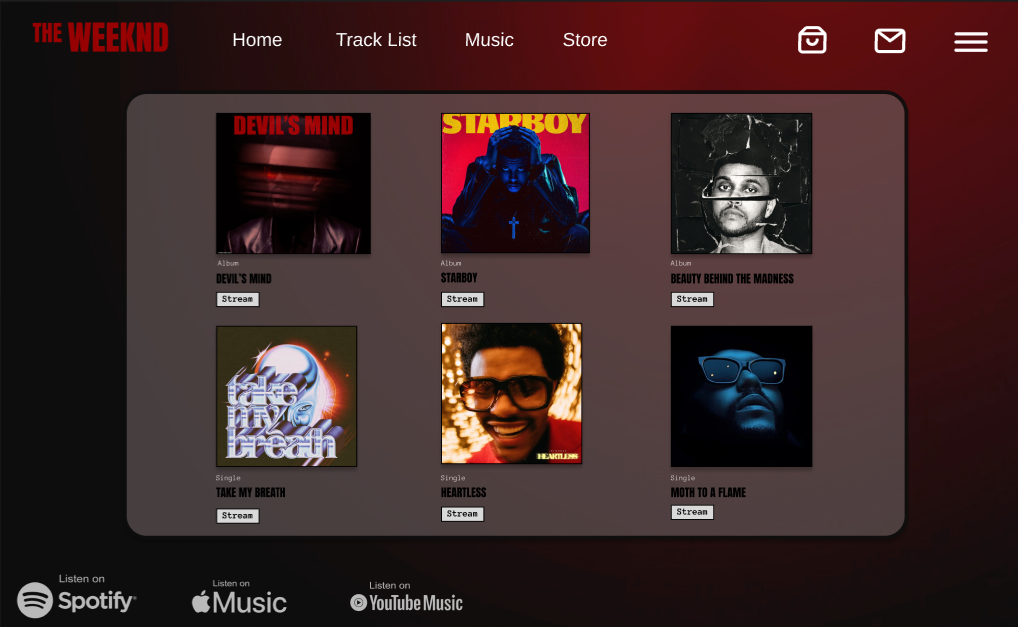 THE WEEKND
Home Track List Music Store
DEVIL'S MIND
STARBOY
Album
DEVIL'S MIND
Stream
Album
STARBOY
Stream
Album
BEAUTY BEHIND THE MADNESS
Stream
take
my
breath
HEARTLESS
Single
TAKE MY BREATH
Stream
Single
HEARTLESS
Stream
Single
MOTH TO A FLAME
Stream
Listen on
Spotify
Listen on
Music
Listen on
YouTube Music